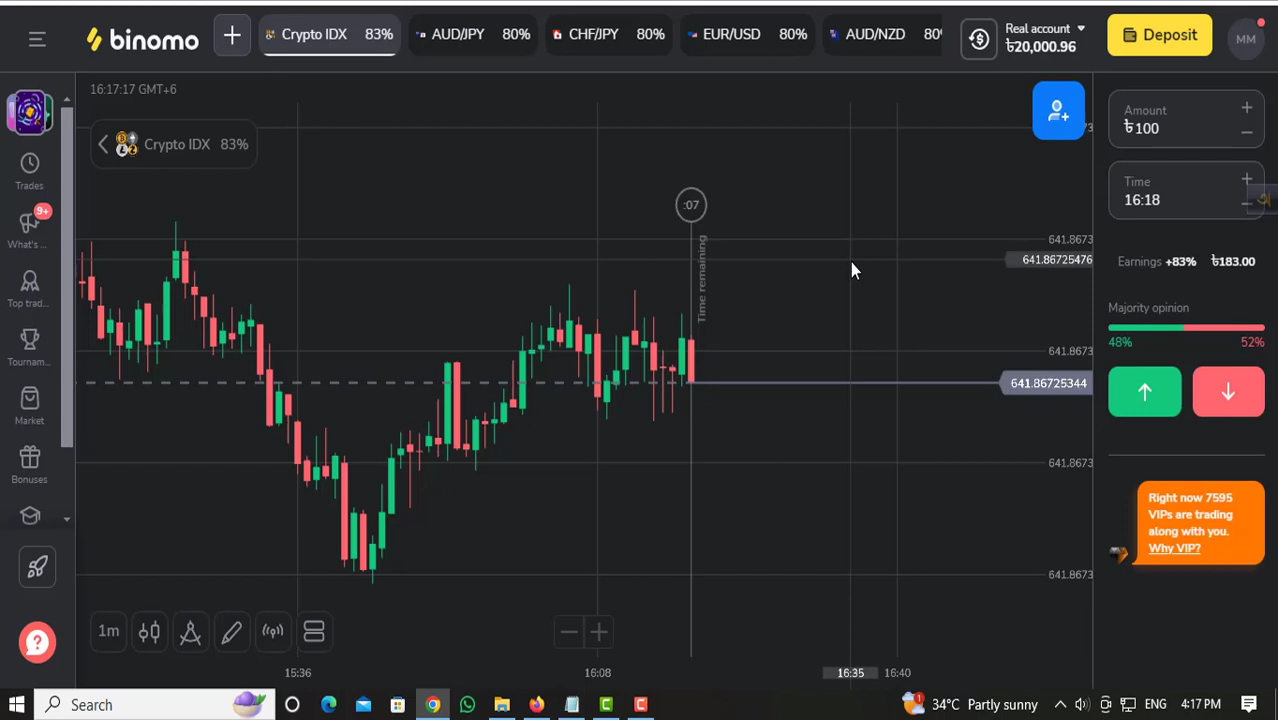 binomo
+
Crypto IDX 83%
AUD/JPY 80%
CHF/JPY 80%
EUR/USD 80%
AUD/NZD 80%
Real account
৳20,000.96
Deposit
MM
16:17:17 GMT+6
Crypto IDX 83%
Trades
9+
What's ...
Top trad...
Tournam...
Market
Bonuses
:07
Time remaining
641.8673
641.86725476
641.8673
641.86725344
641.8673
641.8673
Amount
৳100
Time
16:18
Earnings +83% ৳183.00
Majority opinion
48% 52%
Right now 7595
VIPs are trading
along with you.
Why VIP?
1m
15:36
16:08
16:35
16:40
Search
34°C Partly sunny
ENG
4:17 PM